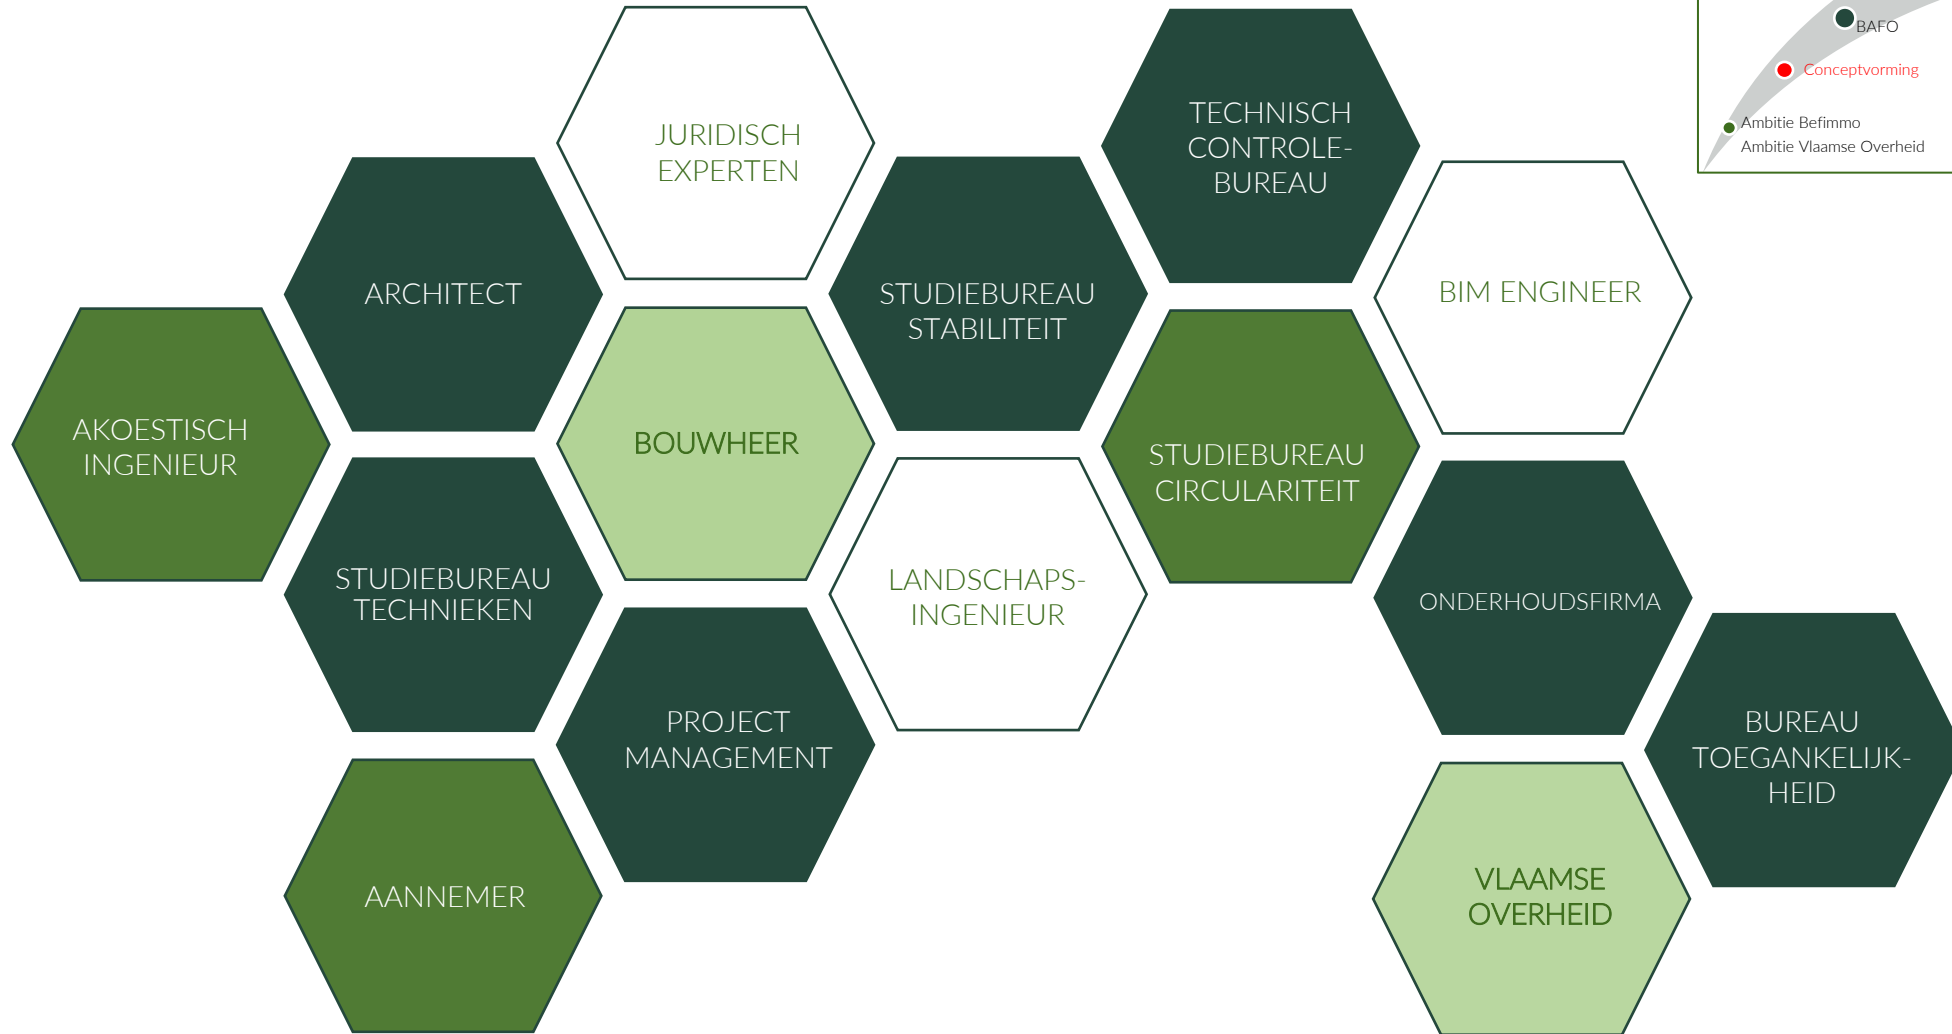 BAFO
Conceptvorming
Ambitie Befimmo
Ambitie Vlaamse Overheid
JURIDISCH
EXPERTEN
TECHNISCH
CONTROLE-
BUREAU
ARCHITECT
STUDIEBUREAU
STABILITEIT
BIM ENGINEER
AKOESTISCH
INGENIEUR
BOUWHEER
STUDIEBUREAU
CIRCULARITEIT
STUDIEBUREAU
TECHNIEKEN
LANDSCHAPS-
INGENIEUR
ONDERHOUDSFIRMA
PROJECT
MANAGEMENT
BUREAU
TOEGANKELIJK-
HEID
AANNEMER
VLAAMSE
OVERHEID